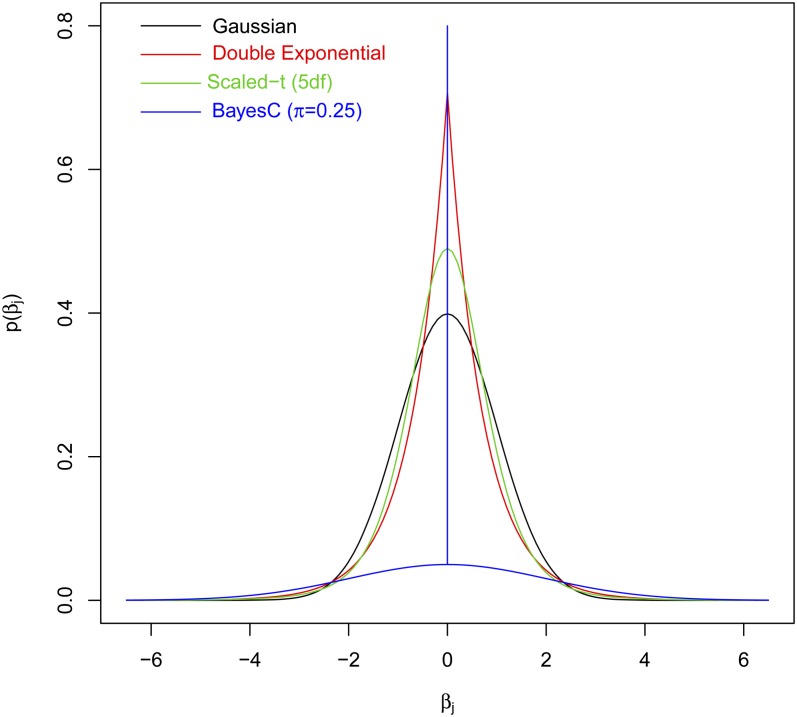 Gaussian
Double Exponential
Scaled−t (5df)
BayesC (π=0.25)
0.8
0.6
0.4
0.2
0.0
p(βj)
−6 −4 −2 0 2 4 6
βj